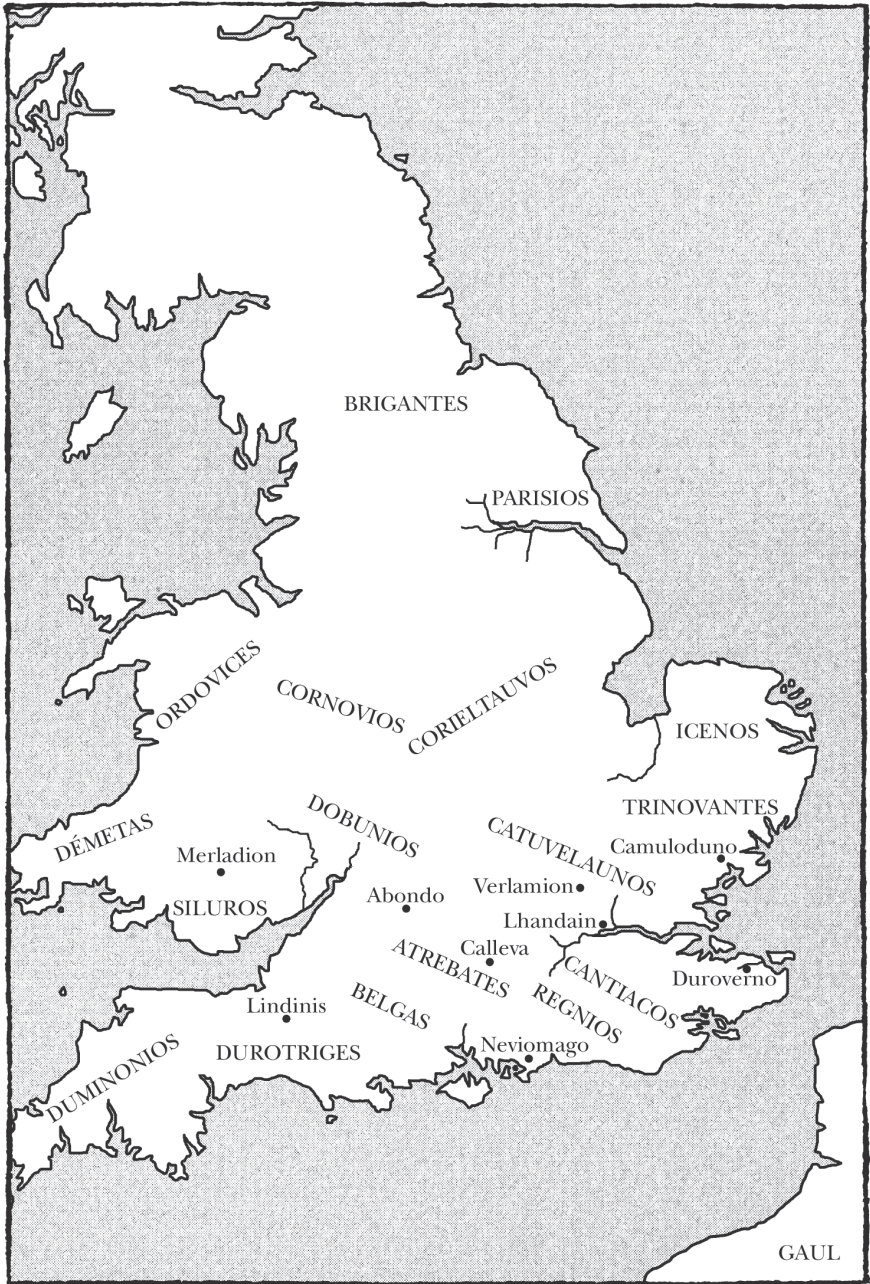 BRIGANTES
PARISIOS
ORDOVICES
CORNOVIOS
CORIELTAUVOS
ICENOS
TRINOVANTES
DÉMETAS
DOBUNIOS
CATUVELAUNOS
Camuloduno
Merladion
Verlamion
Abondo
SILUROS
Lhandain
Calleva
ATREBATES
CANTIACOS
Duroverno
Lindinis
BELGAS
REGNIOS
Neviomago
DUROTRIGES
DUMINONIOS
GAUL